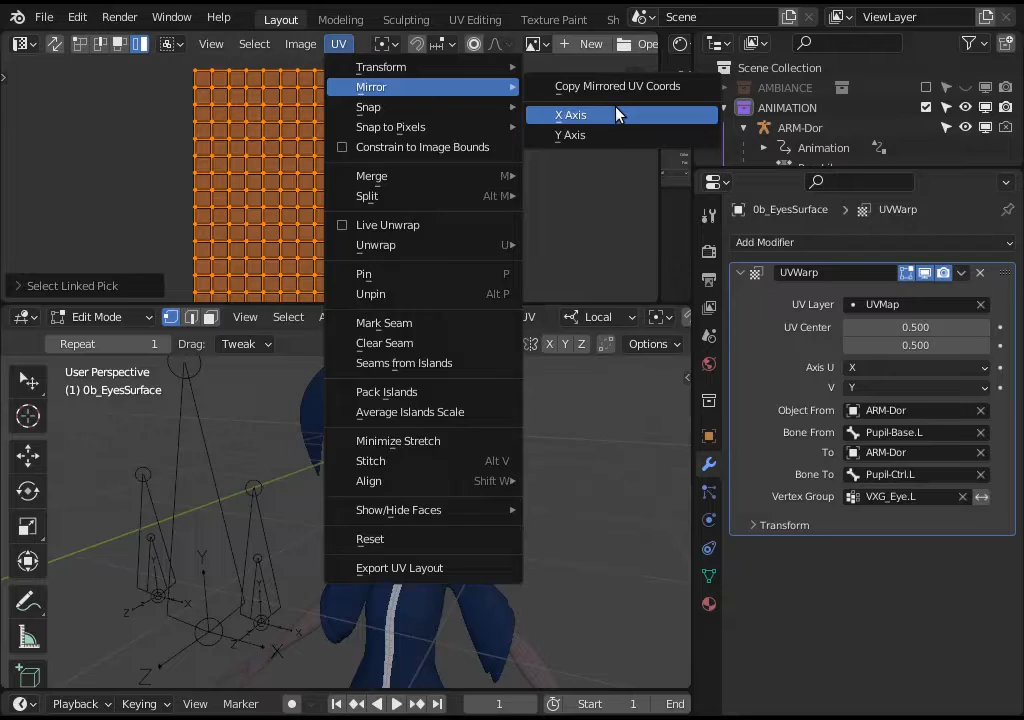 File Edit Render Window Help Layout Modeling Sculpting UV Editing Texture Paint Sh Scene ViewLayer
View Select Image UV New Ope
Scene Collection
AMBIANCE
ANIMATION
ARM-Dor
Animation
Transform
Mirror
Snap
Snap to Pixels
Constrain to Image Bounds
Merge M
Split Alt M
Live Unwrap
Unwrap U
Pin P
Unpin Alt P
Mark Seam
Clear Seam
Seams from Islands
Pack Islands
Average Islands Scale
Minimize Stretch
Stitch Alt V
Align Shift W
Show/Hide Faces
Reset
Export UV Layout
Copy Mirrored UV Coords
X Axis
Y Axis
Select Linked Pick
Edit Mode View Select A UV Local
Repeat 1 Drag: Tweak X Y Z Options
User Perspective
(1) 0b_EyesSurface
Y
Y
Z X
Z X
Z X
0b_EyesSurface UVWarp
Add Modifier
UVWarp
UV Layer UVMap
UV Center 0.500
0.500
Axis U X
V Y
Object From ARM-Dor
Bone From Pupil-Base.L
To ARM-Dor
Bone To Pupil-Ctrl.L
Vertex Group VXG_Eye.L
Transform
Playback Keying View Marker 1 Start 1 End